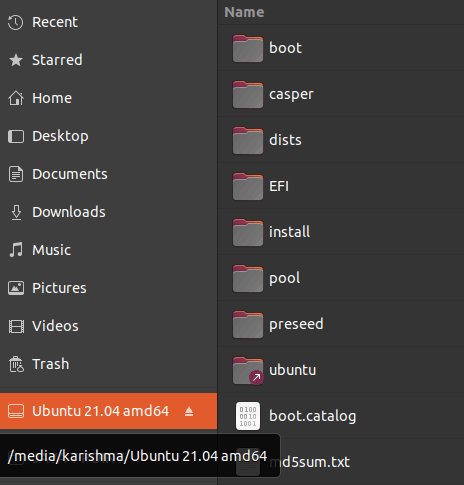 Recent
Starred
Home
Desktop
Documents
Downloads
Music
Pictures
Videos
Trash
Ubuntu 21.04 amd64
/media/karishma/Ubuntu 21.04 amd64
Name
boot
casper
dists
EFI
install
pool
preseed
ubuntu
boot.catalog
md5sum.txt